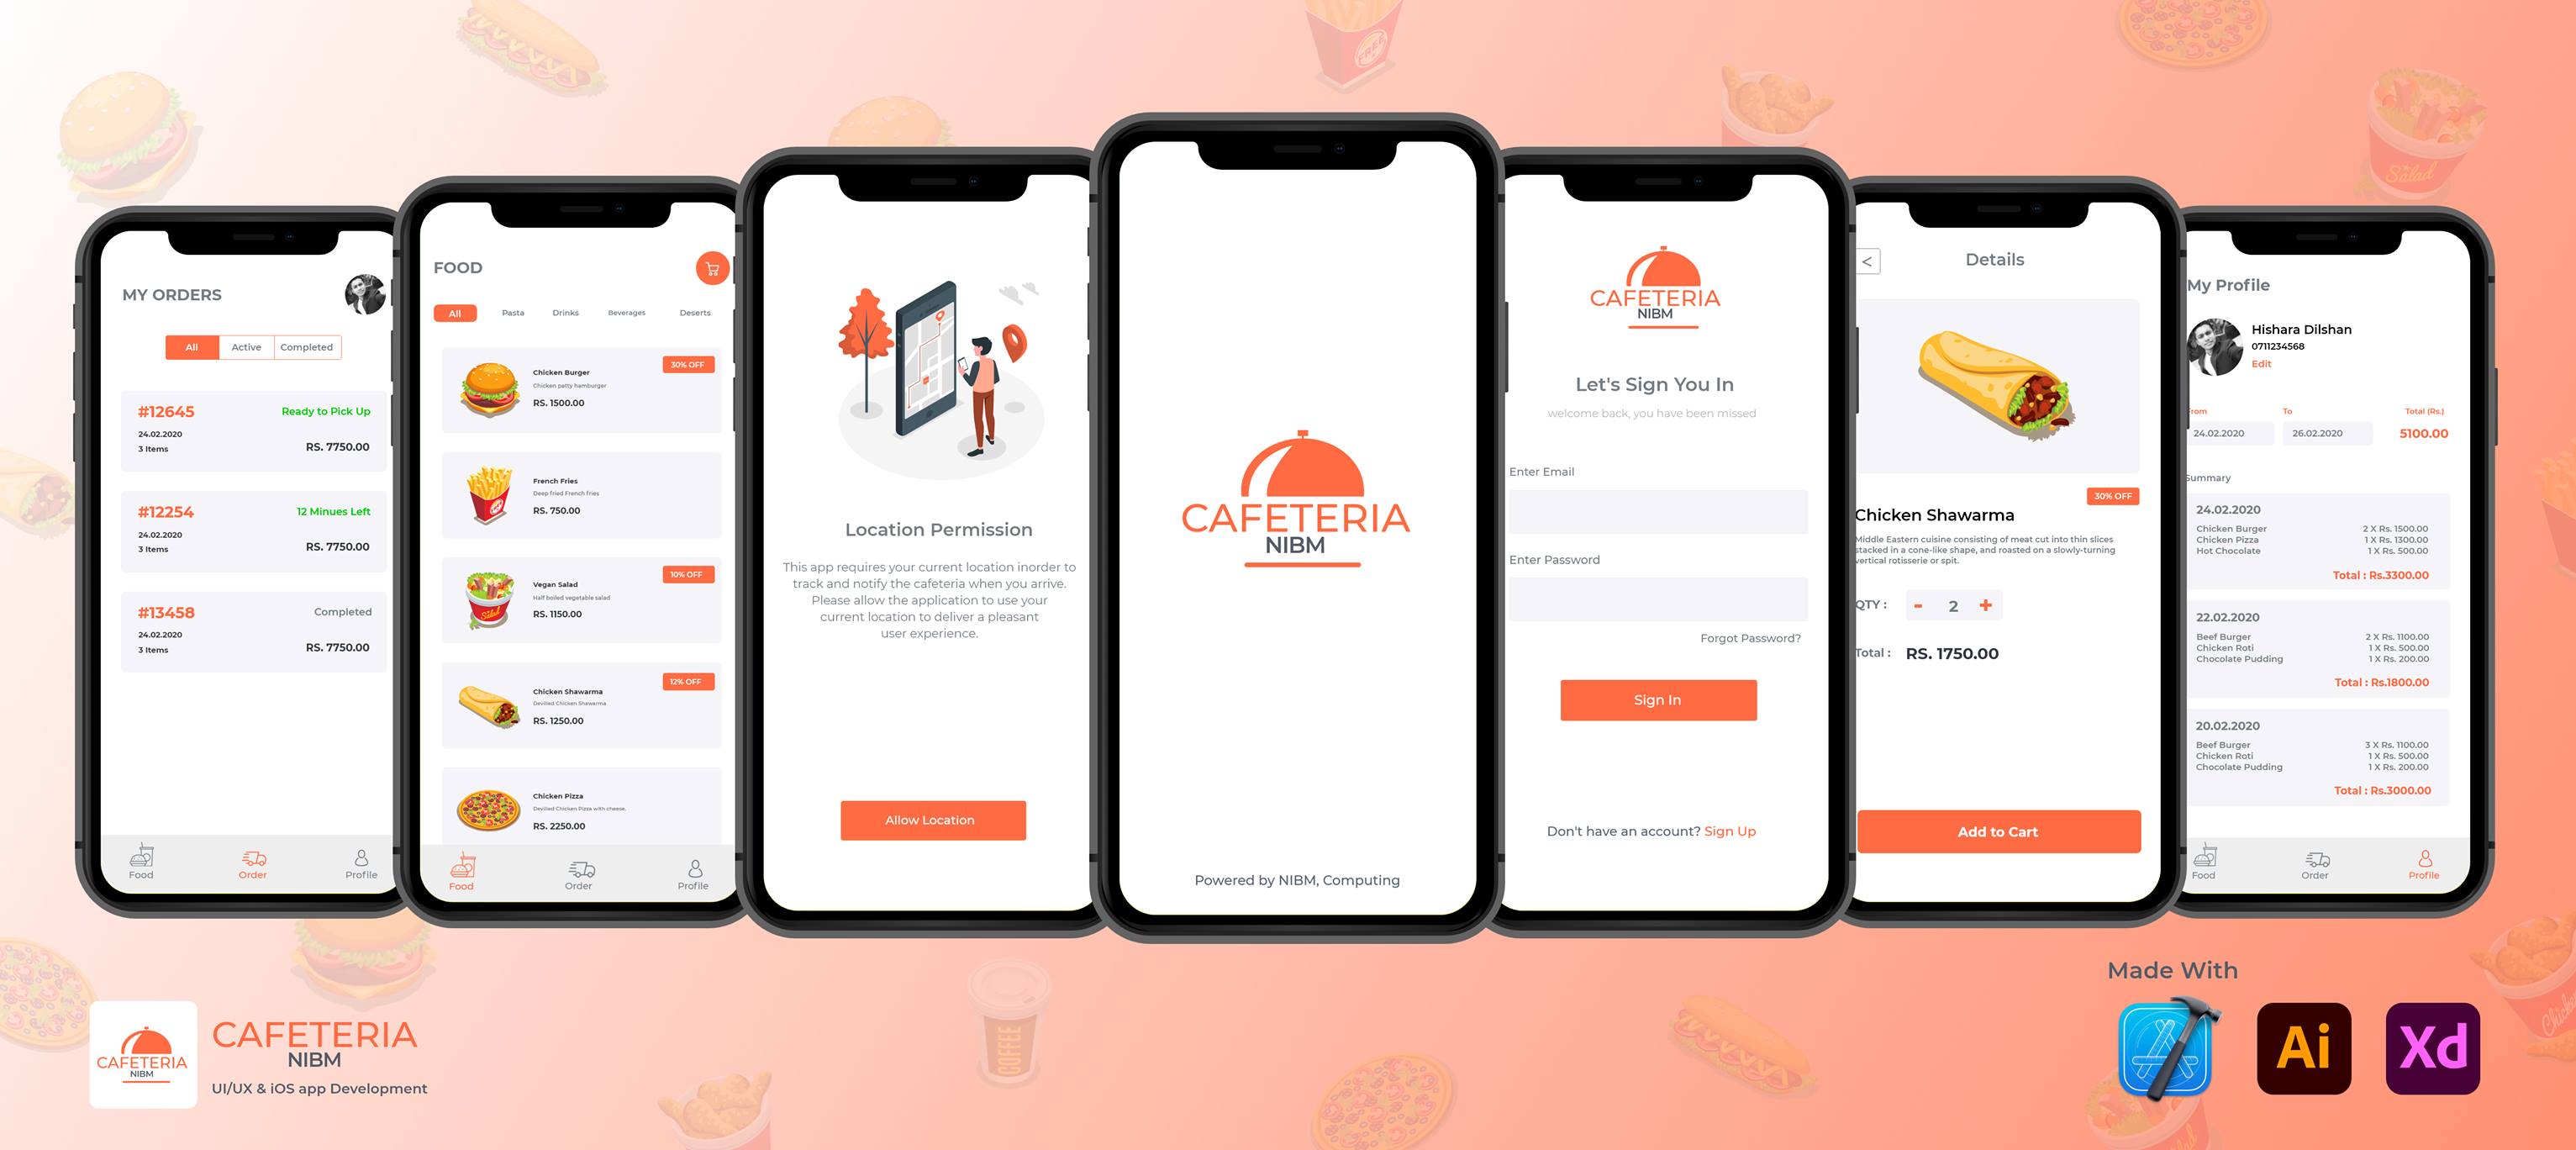 MY ORDERS
All
Active
Completed
#12645
Ready to Pick Up
24.02.2020
3 Items
RS. 7750.00
#12254
12 Minues Left
24.02.2020
3 Items
RS. 7750.00
#13458
Completed
24.02.2020
3 Items
RS. 7750.00
Food
Order
Profile
FOOD
All
Pasta
Drinks
Beverages
Deserts
Chicken Burger
Chicken patty hamburger
RS. 1500.00
30% OFF
French Fries
Deep fried French fries
RS. 750.00
Vegan Salad
Half boiled vegetable salad
RS. 1150.00
10% OFF
Chicken Shawarma
Devilled Chicken Shewarma
RS. 1250.00
12% OFF
Chicken Pizza
Devilled Chicken Pizza with cheese.
RS. 2250.00
Food
Order
Profile
Location Permission
This app requires your current location inorder to
track and notify the cafeteria when you arrive.
Please allow the application to use your
current location to deliver a pleasant
user experience.
Allow Location
CAFETERIA
NIBM
Powered by NIBM, Computing
CAFETERIA
NIBM
Let's Sign You In
welcome back, you have been missed
Enter Email
Enter Password
Forgot Password?
Sign In
Don't have an account? Sign Up
<
Details
30% OFF
Chicken Shawarma
Middle Eastern cuisine consisting of meat cut into thin slices
stacked in a cone-like shape, and roasted on a slowly-turning
vertical rotisserie or spit.
QTY :
- 2 +
Total : RS. 1750.00
Add to Cart
My Profile
Hishara Dilshan
0711234568
Edit
From
To
Total (Rs.)
24.02.2020
26.02.2020
5100.00
Summary
24.02.2020
Chicken Burger 2 X Rs. 1500.00
Chicken Pizza 1 X Rs. 1300.00
Hot Chocolate 1 X Rs. 500.00
Total : Rs.3300.00
22.02.2020
Beef Burger 2 X Rs. 1100.00
Chicken Roti 1 X Rs. 500.00
Chocolate Pudding 1 X Rs. 200.00
Total : Rs.1800.00
20.02.2020
Beef Burger 3 X Rs. 1100.00
Chicken Roti 1 X Rs. 500.00
Chocolate Pudding 1 X Rs. 200.00
Total : Rs.3000.00
Food
Order
Profile
Salad
COFFEE
CAFETERIA
NIBM
CAFETERIA
NIBM
UI/UX & iOS app Development
Made With
Ai
Xd